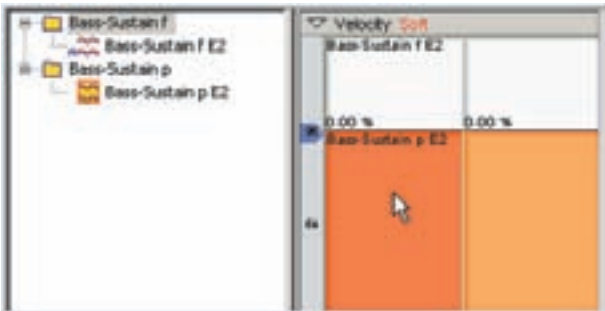 Bass-Sustain f
Bass-Sustain f E2
Bass-Sustain p
Bass-Sustain p E2
Velocity Soft
Bass-Sustain f E2
0.00 %
0.00 %
Bass-Sustain p E2